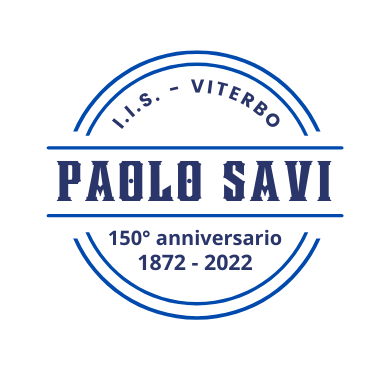 I.I.S. - VITERBO
PAOLO SAVI
150° anniversario
1872 - 2022